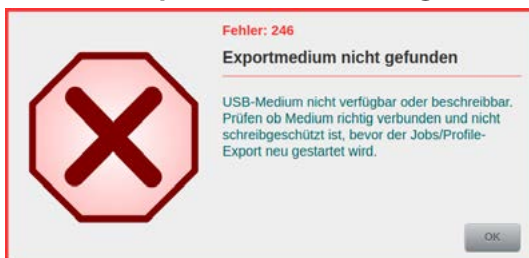 Fehler: 246
Exportmedium nicht gefunden
USB-Medium nicht verfügbar oder beschreibbar.
Prüfen ob Medium richtig verbunden und nicht
schreibgeschützt ist, bevor der Jobs/Profile-
Export neu gestartet wird.
OK